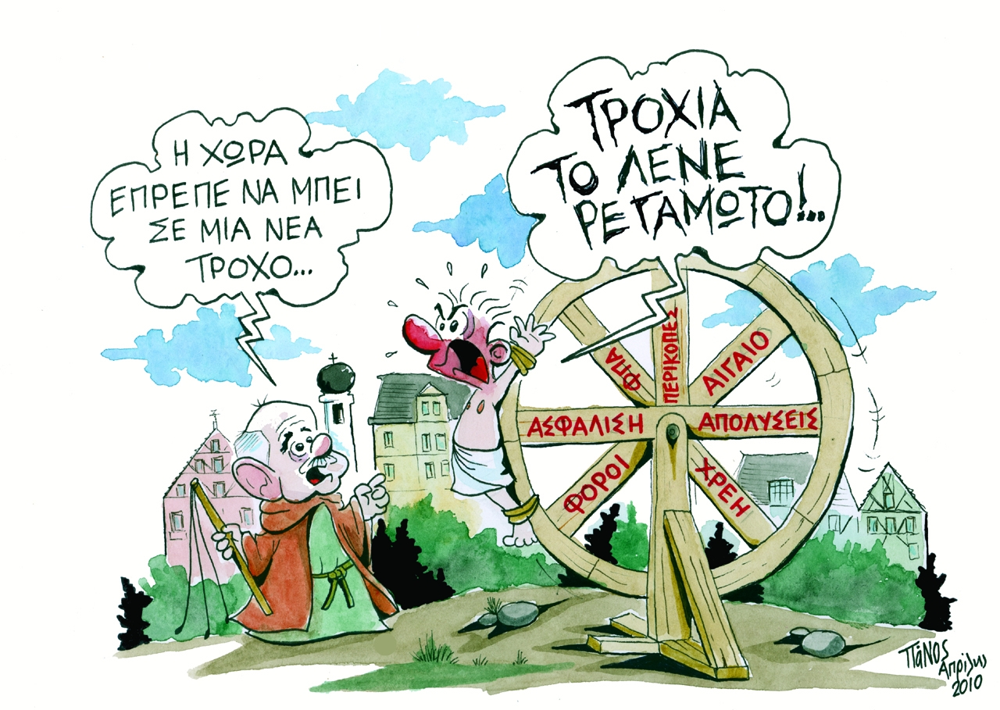 Η ΧΩΡΑ
ΕΠΡΕΠΕ ΝΑ ΜΠΕΙ
ΣΕ ΜΙΑ ΝΕΑ
ΤΡΟΧΟ...
ΤΡΟΧΙΑ
ΤΟ ΛΕΝΕ
ΡΕ ΓΑΜΩΤΟ!...
ΦΠΑ
ΠΕΡΙΚΟΠΕΣ
ΑΙΓΑΙΟ
ΑΣΦΑΛΙΣΗ
ΑΠΟΛΥΣΕΙΣ
ΦΟΡΟΙ
ΧΡΕΗ
ΠΑΝΟΣ
Απρίλης
2010